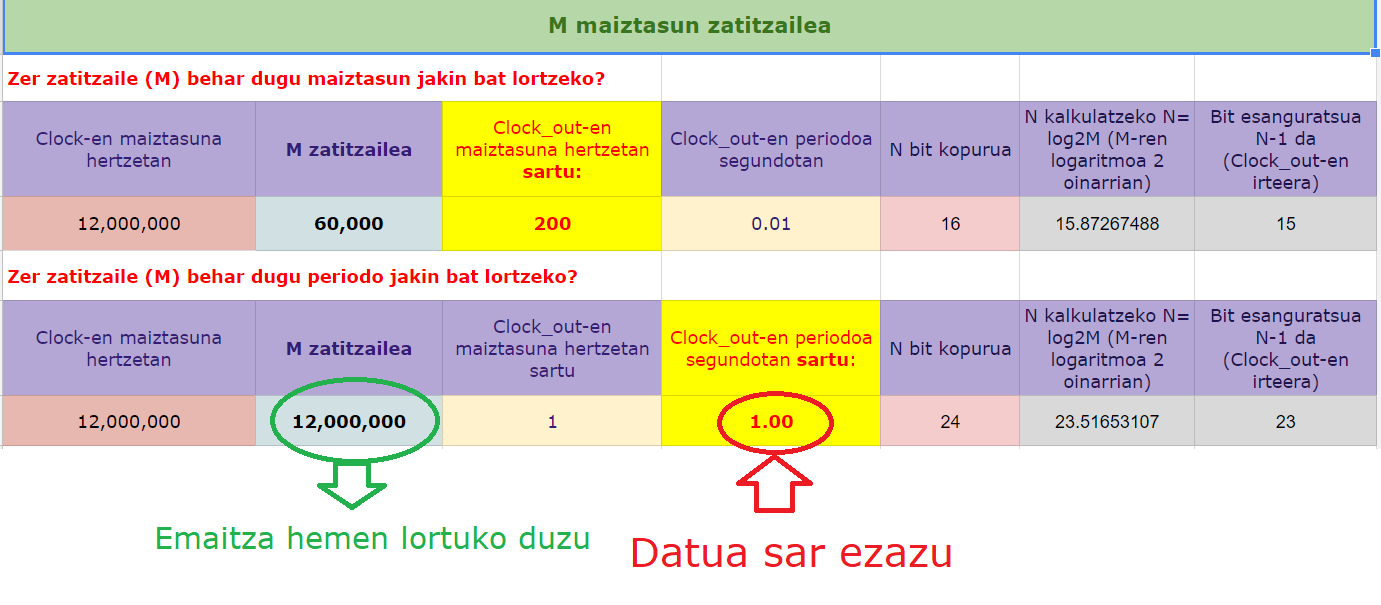 M maiztasun zatitzailea
Zer zatitzaile (M) behar dugu maiztasun jakin bat lortzeko?
Clock-en maiztasuna
hertzetan
M zatitzailea
Clock_out-en
maiztasuna hertzetan
sartu:
Clock_out-en periodoa
segundotan
N bit kopurua
N kalkulatzeko N=
log2M (M-ren
logaritmoa 2
oinarrian)
Bit esanguratsua
N-1 da
(Clock_out-en
irteera)
12,000,000
60,000
200
0.01
16
15.87267488
15
Zer zatitzaile (M) behar dugu periodo jakin bat lortzeko?
Clock-en maiztasuna
hertzetan
M zatitzailea
Clock_out-en
maiztasuna hertzetan
sartu
Clock_out-en periodoa
segundotan sartu:
N bit kopurua
N kalkulatzeko N=
log2M (M-ren
logaritmoa 2
oinarrian)
Bit esanguratsua
N-1 da
(Clock_out-en
irteera)
12,000,000
12,000,000
1
1.00
24
23.51653107
23
Emaitza hemen lortuko duzu
Datua sar ezazu